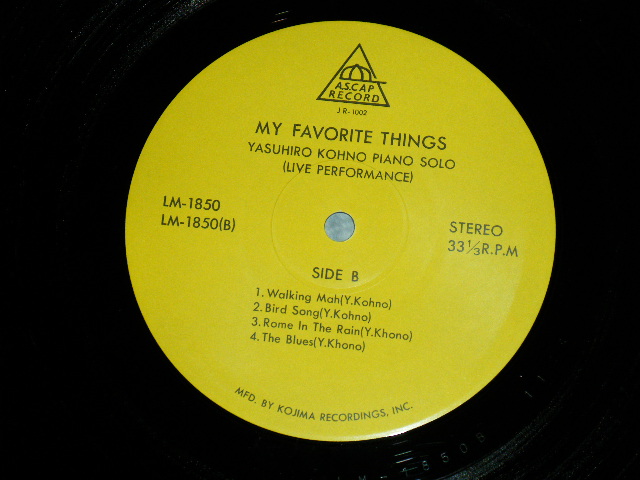 A.S.CAP
RECORD
JR-1002
MY FAVORITE THINGS
YASUHIRO KOHNO PIANO SOLO
(LIVE PERFORMANCE)
LM-1850
LM-1850(B)
STEREO
33⅓R.P.M
SIDE B
1. Walking Mah(Y.Kohno)
2. Bird Song(Y.Kohno)
3. Rome In The Rain(Y.Khono)
4. The Blues(Y.Khono)
MFD. BY KOJIMA RECORDINGS, INC.